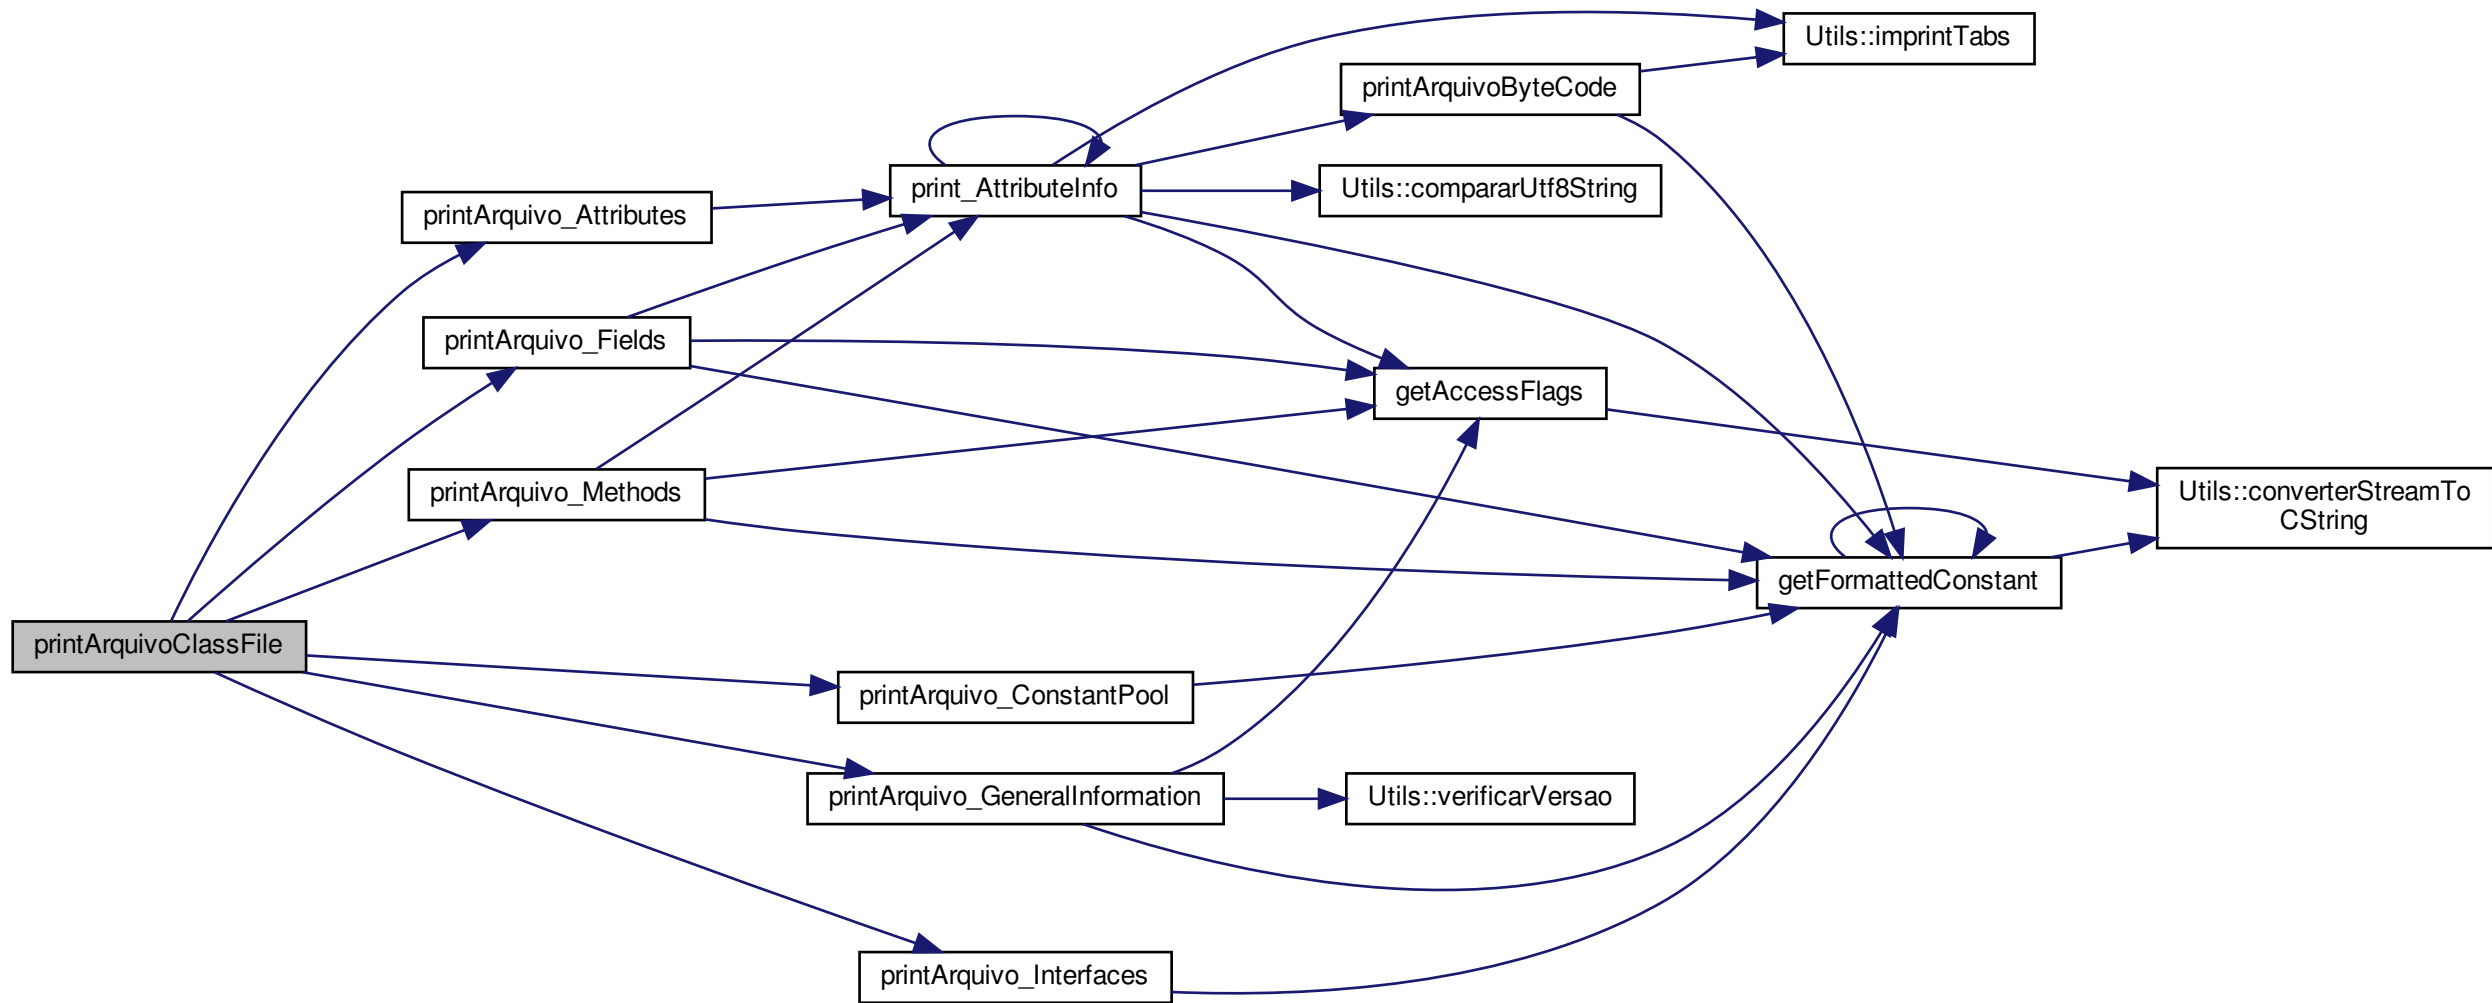 Utils::imprintTabs
printArquivoByteCode
print_AttributeInfo
Utils::compararUtf8String
printArquivo_Attributes
printArquivo_Fields
getAccessFlags
printArquivo_Methods
Utils::converterStreamTo
CString
getFormattedConstant
printArquivoClassFile
printArquivo_ConstantPool
printArquivo_GeneralInformation
Utils::verificarVersao
printArquivo_Interfaces